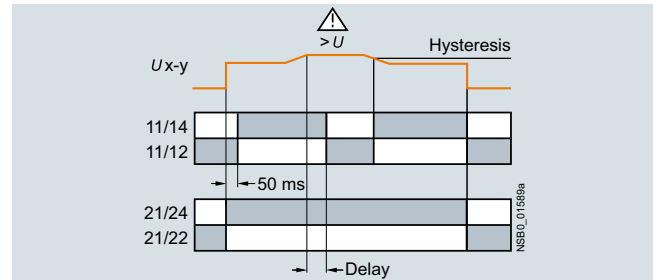 > U
Hysteresis
U x-y
11/14
11/12
50 ms
21/24
21/22
Delay
NSB0_01589a